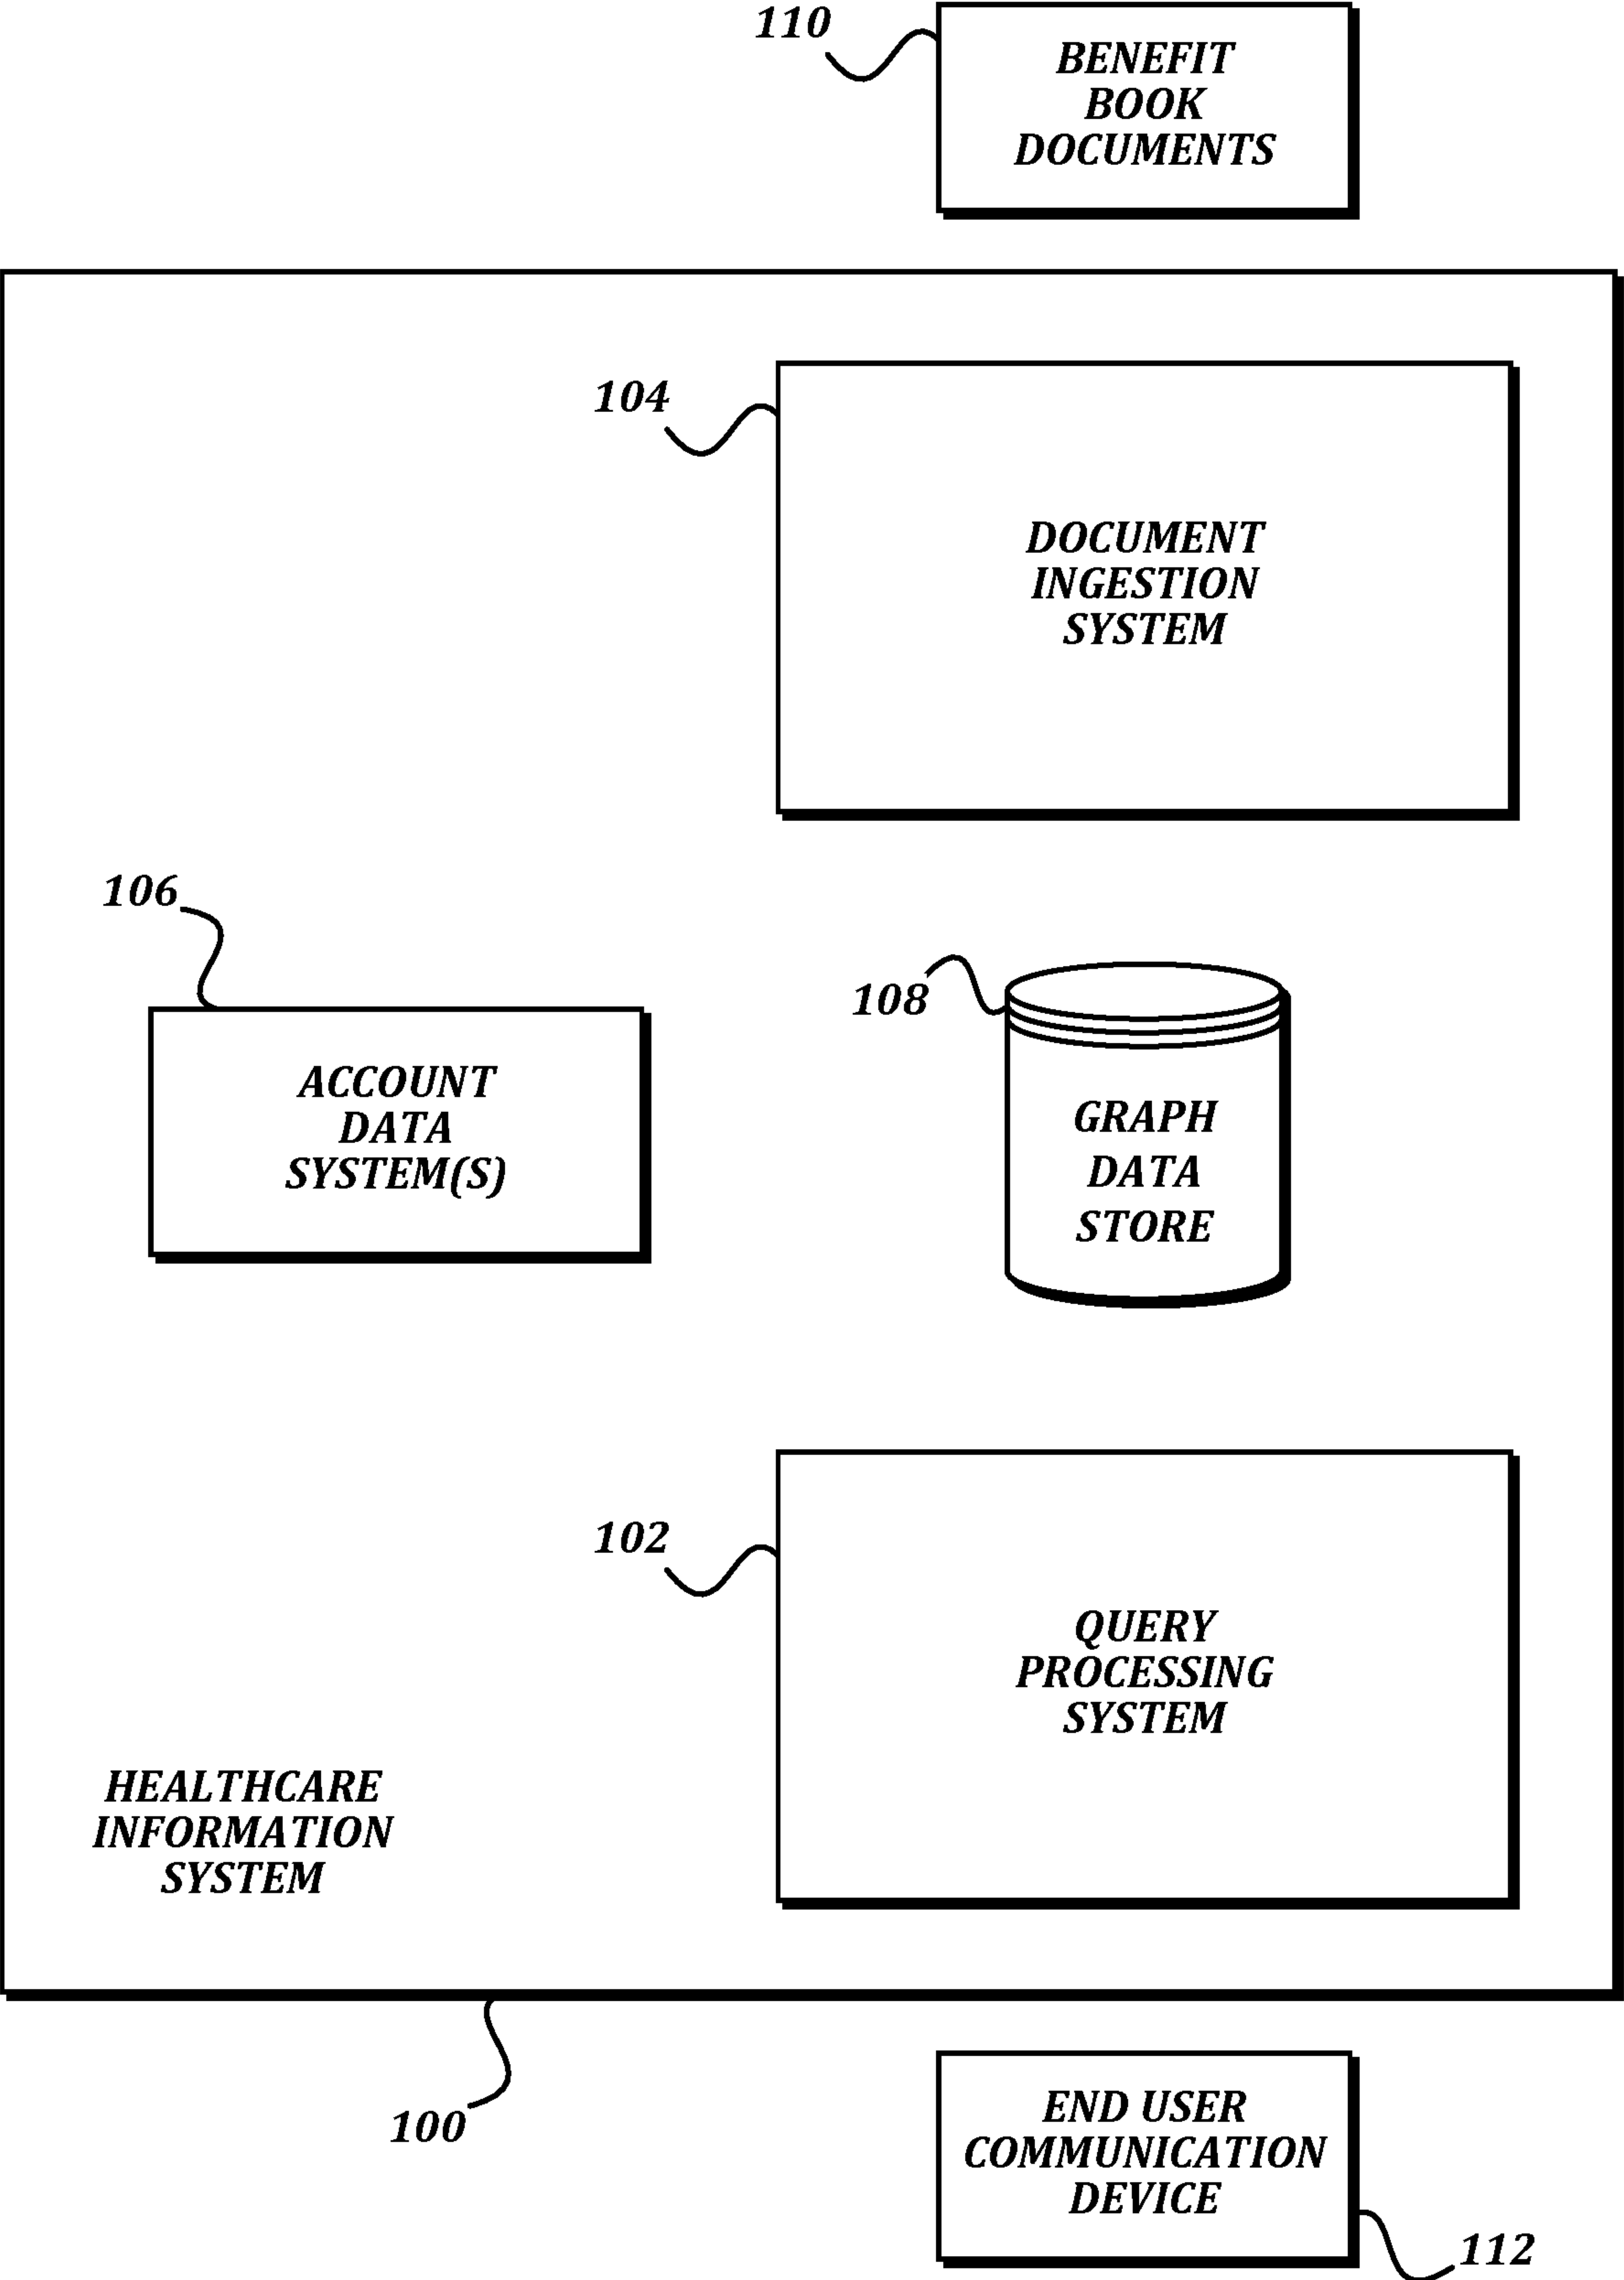 110
BENEFIT
BOOK
DOCUMENTS
104
DOCUMENT
INGESTION
SYSTEM
106
ACCOUNT
DATA
SYSTEM(S)
108
GRAPH
DATA
STORE
102
QUERY
PROCESSING
SYSTEM
HEALTHCARE
INFORMATION
SYSTEM
100
END USER
COMMUNICATION
DEVICE
112